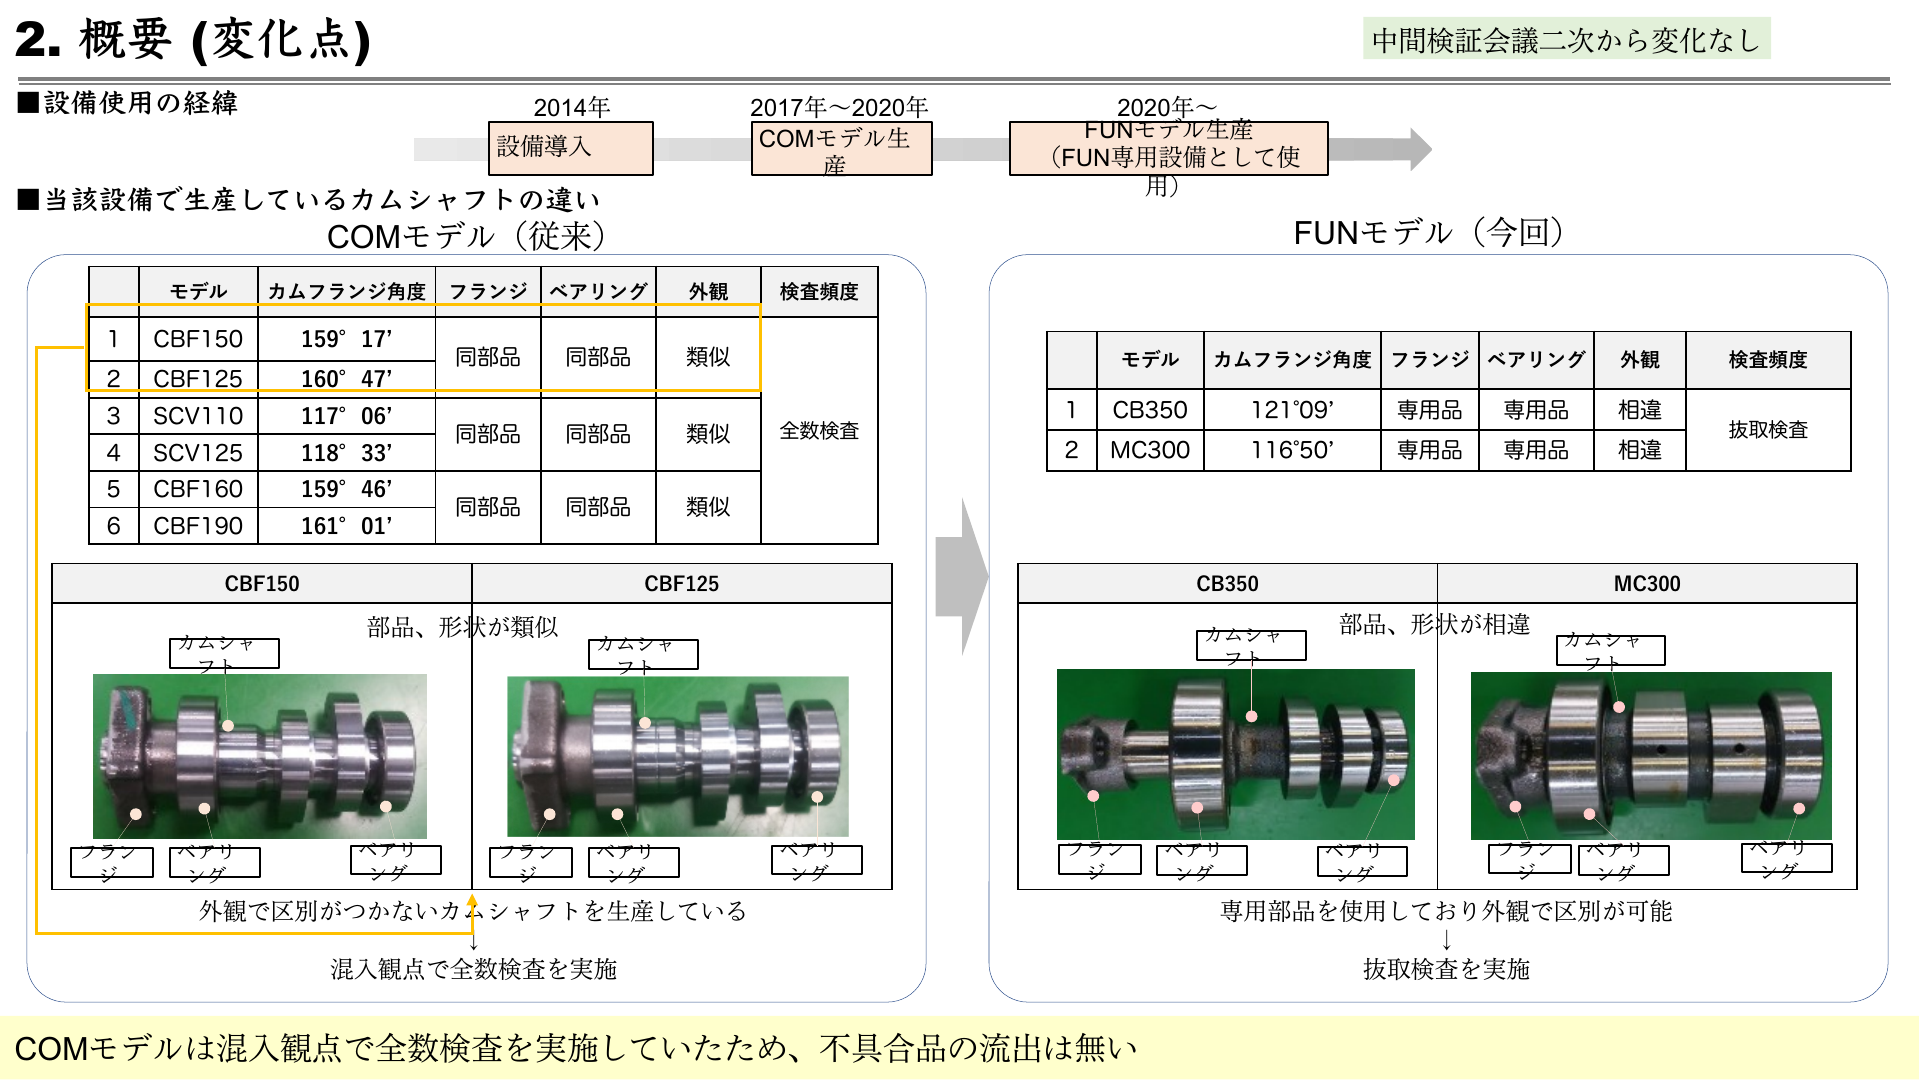 2. 概要 (変化点)
中間検証会議二次から変化なし
■設備使用の経緯
2014年
2017年～2020年
2020年～
設備導入
COMモデル生
産
FUNモデル生産
（FUN専用設備として使
用）
■当該設備で生産しているカムシャフトの違い
COMモデル（従来）
FUNモデル（今回）
モデル カムフランジ角度 フランジ ベアリング 外観 検査頻度
1 CBF150 159° 17’ 同部品 同部品 類似 全数検査
2 CBF125 160° 47’
3 SCV110 117° 06’ 同部品 同部品 類似
4 SCV125 118° 33’
5 CBF160 159° 46’ 同部品 同部品 類似
6 CBF190 161° 01’
モデル カムフランジ角度 フランジ ベアリング 外観 検査頻度
1 CB350 121°09’ 専用品 専用品 相違 抜取検査
2 MC300 116°50’ 専用品 専用品 相違
CBF150 CBF125
部品、形状が類似
カムシャ
フト
カムシャ
フト
フラン
ジ
ベアリ
ング
ベアリ
ング
フラン
ジ
ベアリ
ング
ベアリ
ング
外観で区別がつかないカムシャフトを生産している
↓
混入観点で全数検査を実施
CB350 MC300
部品、形状が相違
カムシャ
フト
カムシャ
フト
フラン
ジ
ベアリ
ング
ベアリ
ング
フラン
ジ
ベアリ
ング
ベアリ
ング
専用部品を使用しており外観で区別が可能
↓
抜取検査を実施
COMモデルは混入観点で全数検査を実施していたため、不具合品の流出は無い